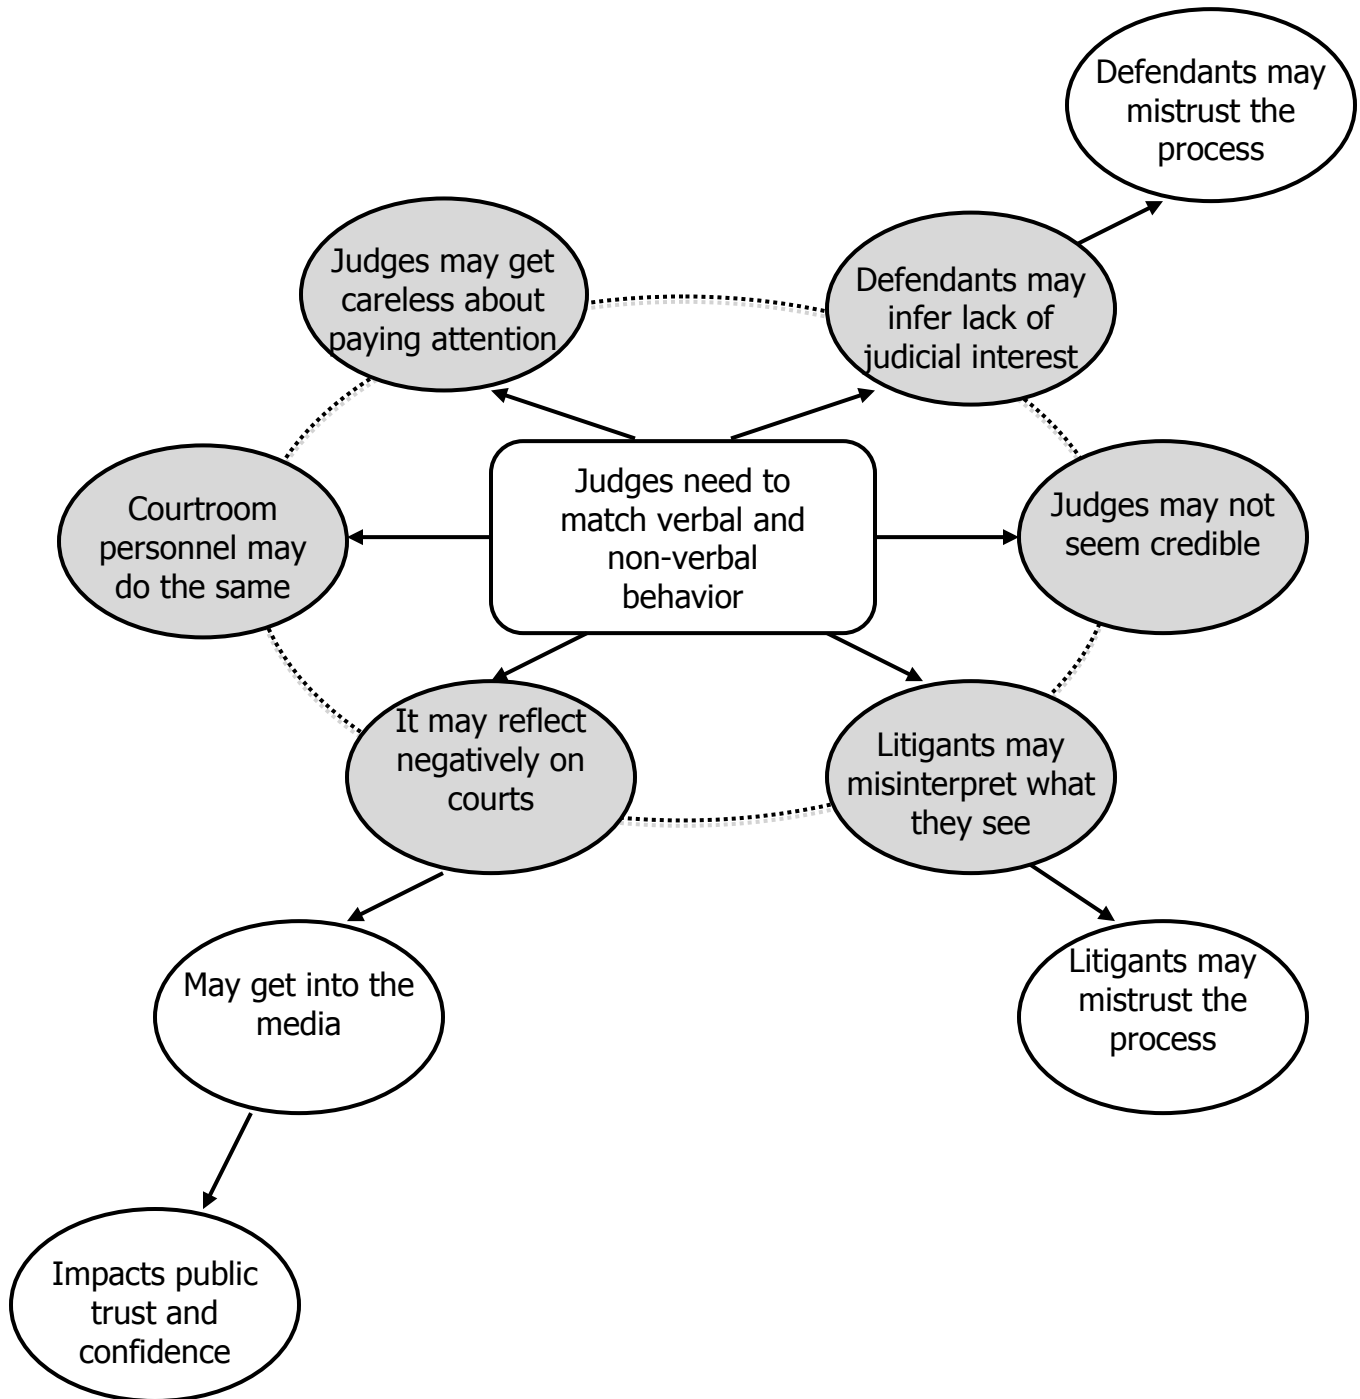 Defendants may
mistrust the
process
Judges may get
careless about
paying attention
Defendants may
infer lack of
judicial interest
Courtroom
personnel may
do the same
Judges need to
match verbal and
non-verbal
behavior
Judges may not
seem credible
It may reflect
negatively on
courts
Litigants may
misinterpret what
they see
May get into the
media
Litigants may
mistrust the
process
Impacts public
trust and
confidence